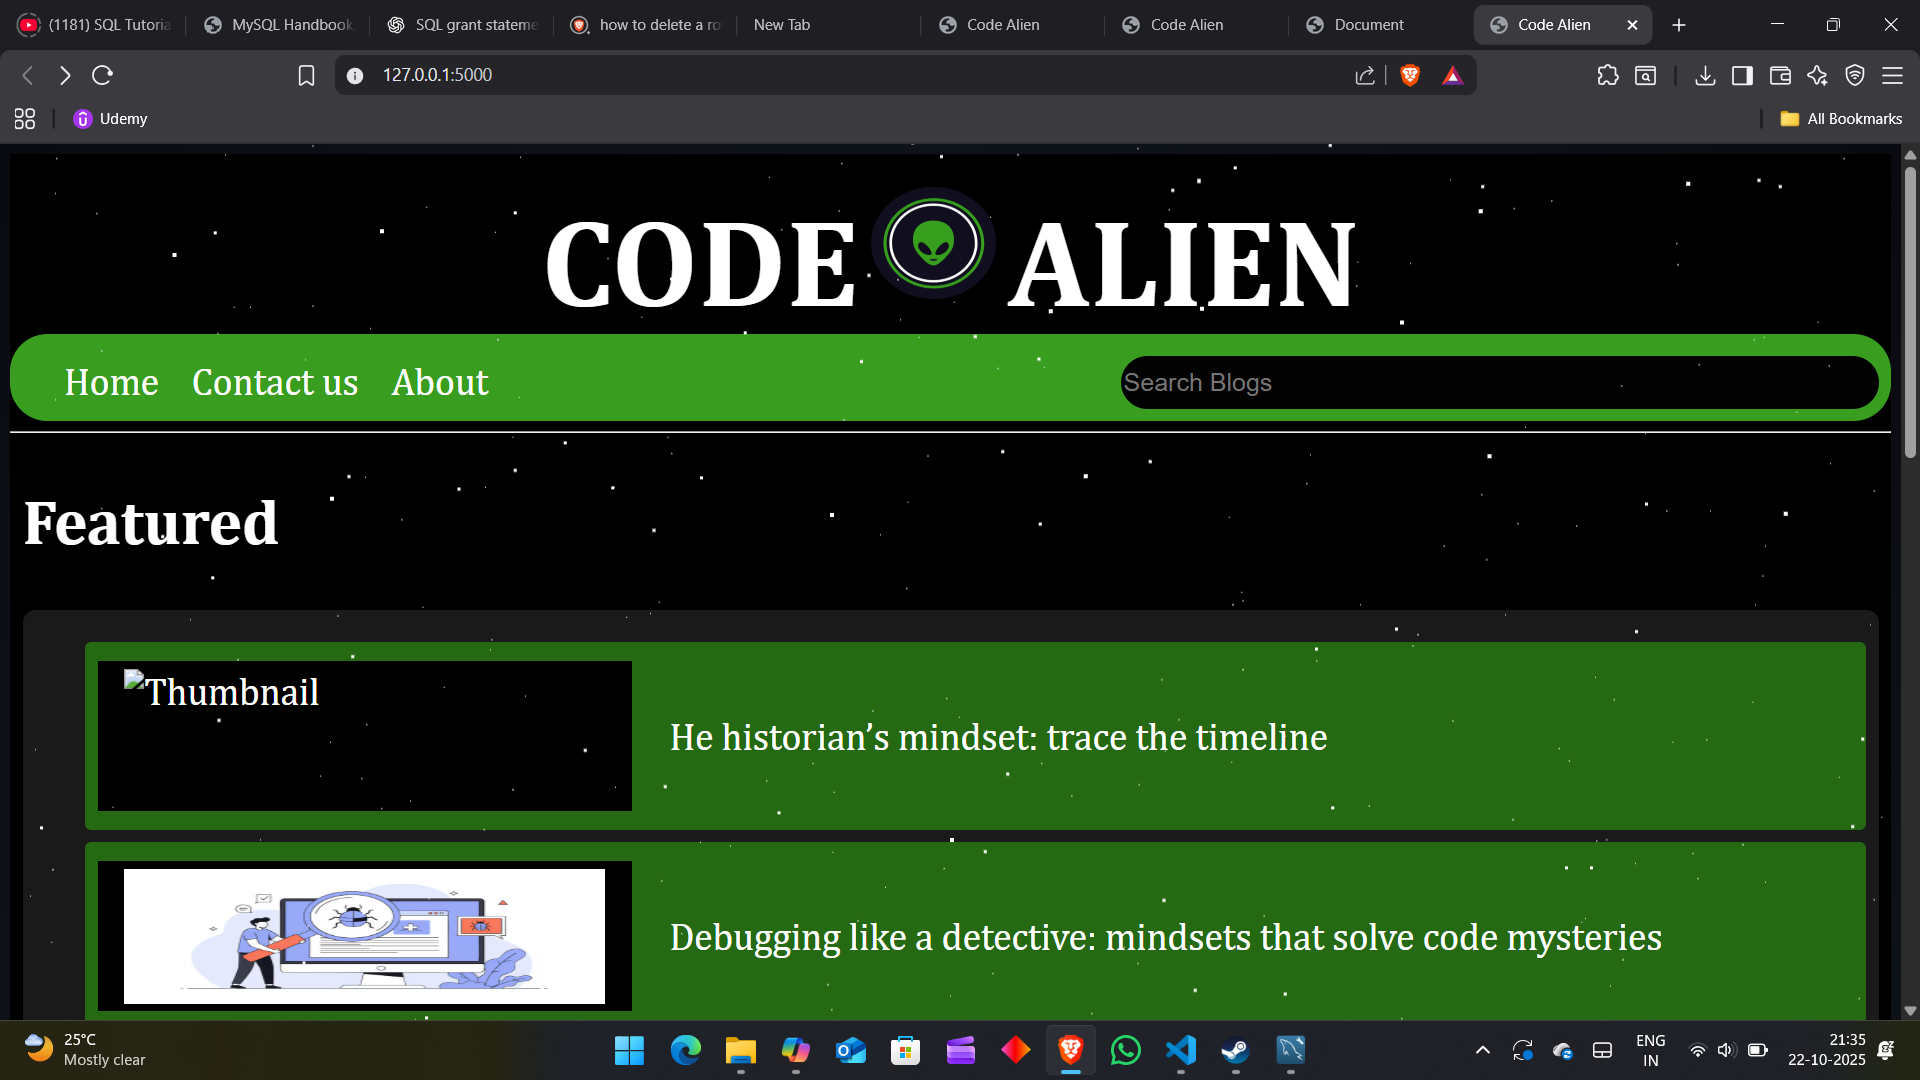 (1181) SQL Tutoria
MySQL Handbook
SQL grant stateme
how to delete a ro
New Tab
Code Alien
Code Alien
Document
Code Alien
127.0.0.1:5000
Udemy
All Bookmarks
CODE ALIEN
Home Contact us About
Search Blogs
Featured
Thumbnail
He historian’s mindset: trace the timeline
Debugging like a detective: mindsets that solve code mysteries
25°C
Mostly clear
ENG
IN
21:35
22-10-2025